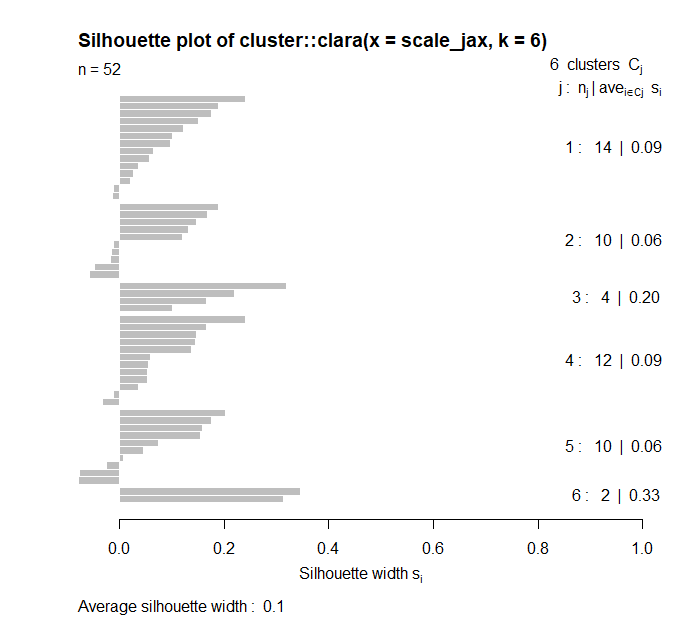 Silhouette plot of cluster::clara(x = scale_jax, k = 6)
n = 52
6 clusters Cj
j : nj | avei∈Cj si
1 : 14 | 0.09
2 : 10 | 0.06
3 : 4 | 0.20
4 : 12 | 0.09
5 : 10 | 0.06
6 : 2 | 0.33
0.0 0.2 0.4 0.6 0.8 1.0
Silhouette width si
Average silhouette width : 0.1